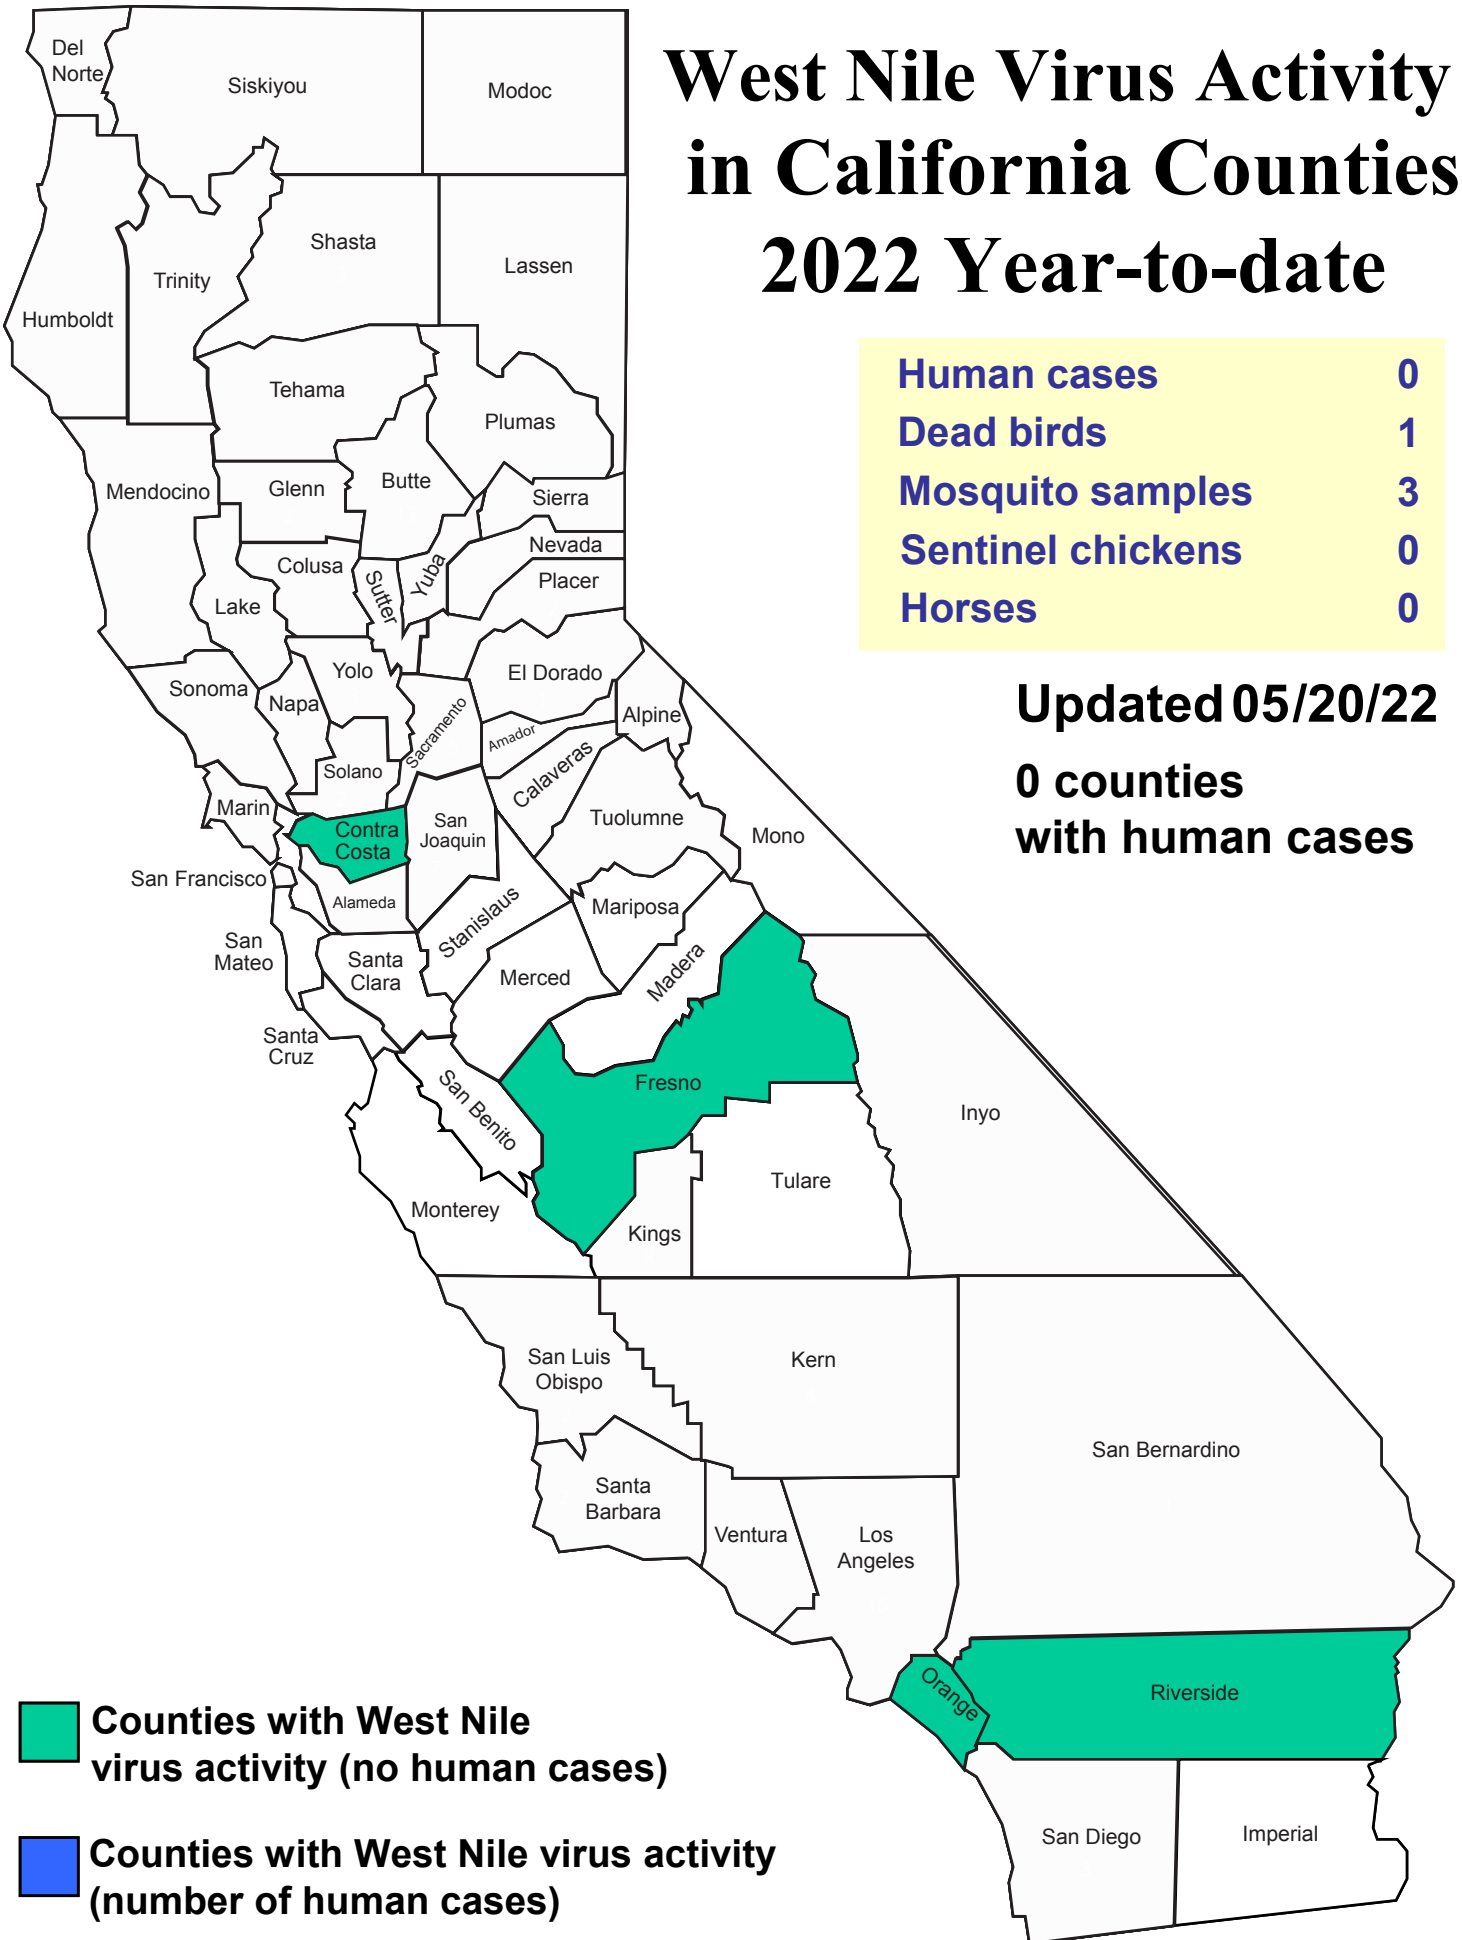 West Nile Virus Activity
in California Counties
2022 Year-to-date
Human cases 0
Dead birds 1
Mosquito samples 3
Sentinel chickens 0
Horses 0
Updated 05/20/22
0 counties
with human cases
Del
Norte
Siskiyou
Modoc
Shasta
Lassen
Trinity
Humboldt
Tehama
Plumas
Mendocino
Glenn
Butte
Sierra
Nevada
Colusa
Placer
Sutter
Yuba
Lake
Sonoma
Napa
Yolo
El Dorado
Sacramento
Alpine
Amador
Solano
Calaveras
Marin
Contra
Costa
San
Joaquin
Tuolumne
Mono
San Francisco
Alameda
Stanislaus
Mariposa
San
Mateo
Santa
Clara
Merced
Madera
Santa
Cruz
San Benito
Fresno
Inyo
Monterey
Kings
Tulare
San Luis
Obispo
Kern
San Bernardino
Santa
Barbara
Ventura
Los
Angeles
Orange
Riverside
San Diego
Imperial
Counties with West Nile
virus activity (no human cases)
Counties with West Nile virus activity
(number of human cases)